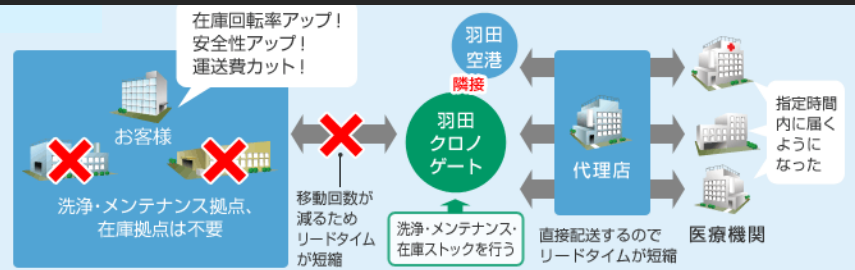 在庫回転率アップ！
安全性アップ！
運送費カット！
お客様
洗浄・メンテナンス拠点、
在庫拠点は不要
移動回数が
減るため
リードタイム
が短縮
羽田
空港
隣接
羽田
クロノ
ゲート
洗浄・メンテナンス・
在庫ストックを行う
代理店
直接配送するので
リードタイムが短縮
医療機関
指定時間
内に届く
ように
なった